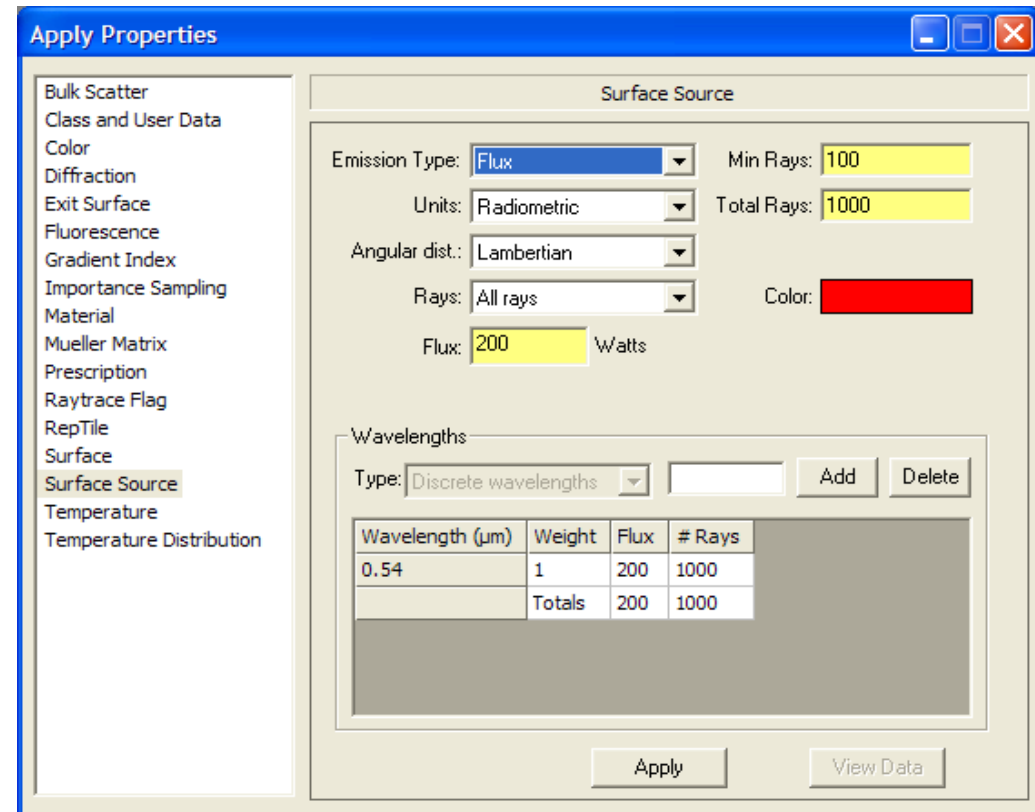 Apply Properties
Bulk Scatter
Class and User Data
Color
Diffraction
Exit Surface
Fluorescence
Gradient Index
Importance Sampling
Material
Mueller Matrix
Prescription
Raytrace Flag
RepTile
Surface
Surface Source
Temperature
Temperature Distribution
Surface Source
Emission Type: Flux Min Rays: 100
Units: Radiometric Total Rays: 1000
Angular dist.: Lambertian
Rays: All rays Color:
Flux: 200 Watts
Wavelengths
Type: Discrete wavelengths Add Delete
Wavelength (µm) Weight Flux # Rays
0.54 1 200 1000
Totals 200 1000
Apply View Data